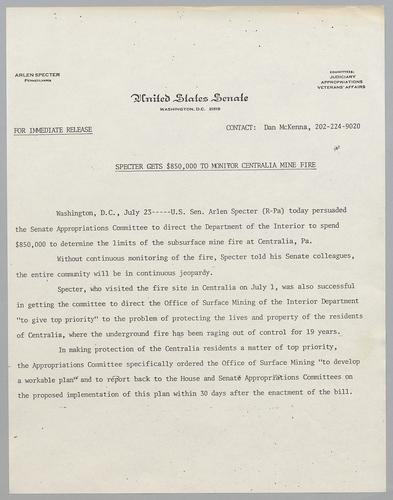 ARLEN SPECTER
PENNSYLVANIA
COMMITTEES:
JUDICIARY
APPROPRIATIONS
VETERANS' AFFAIRS
United States Senate
WASHINGTON, D.C. 20510
FOR IMMEDIATE RELEASE
CONTACT: Dan McKenna, 202-224-9020
SPECTER GETS $850,000 TO MONITOR CENTRALIA MINE FIRE
Washington, D.C., July 23-----U.S. Sen. Arlen Specter (R-Pa) today persuaded
the Senate Appropriations Committee to direct the Department of the Interior to spend
$850,000 to determine the limits of the subsurface mine fire at Centralia, Pa.
Without continuous monitoring of the fire, Specter told his Senate colleagues,
the entire community will be in continuous jeopardy.
Specter, who visited the fire site in Centralia on July 1, was also successful
in getting the committee to direct the Office of Surface Mining of the Interior Department
"to give top priority" to the problem of protecting the lives and property of the residents
of Centralia, where the underground fire has been raging out of control for 19 years.
In making protection of the Centralia residents a matter of top priority,
the Appropriations Committee specifically ordered the Office of Surface Mining "to develop
a workable plan" and to report back to the House and Senate Appropriations Committees on
the proposed implementation of this plan within 30 days after the enactment of the bill.